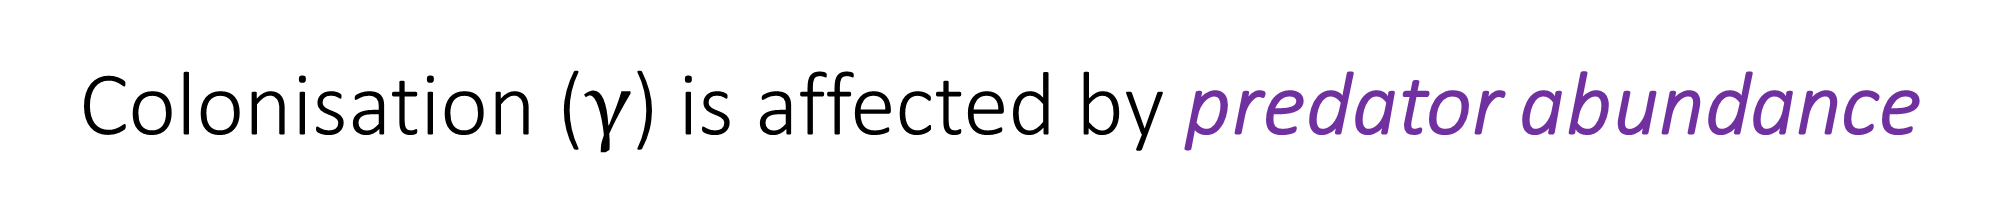 Colonisation (γ) is affected by predator abundance